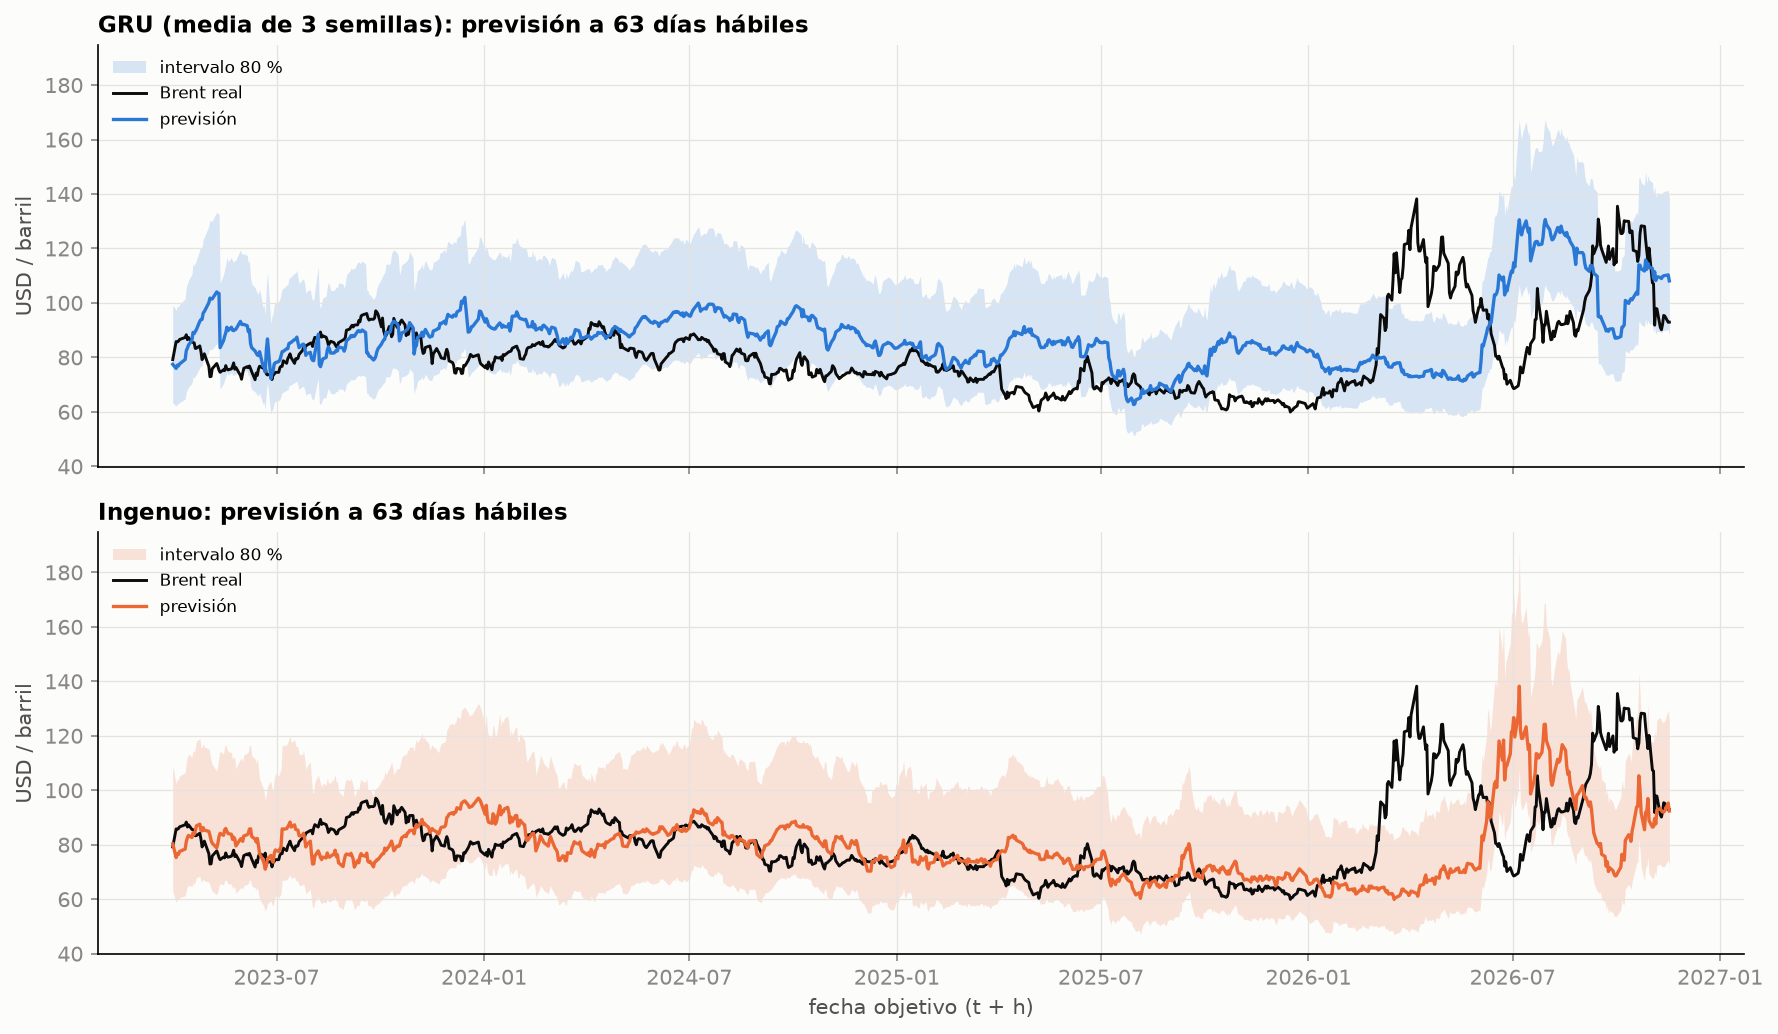 GRU (media de 3 semillas): previsión a 63 días hábiles
intervalo 80 %
Brent real
previsión
USD / barril
180
160
140
120
100
80
60
40
Ingenuo: previsión a 63 días hábiles
intervalo 80 %
Brent real
previsión
USD / barril
180
160
140
120
100
80
60
40
2023-07
2024-01
2024-07
2025-01
2025-07
2026-01
2026-07
2027-01
fecha objetivo (t + h)